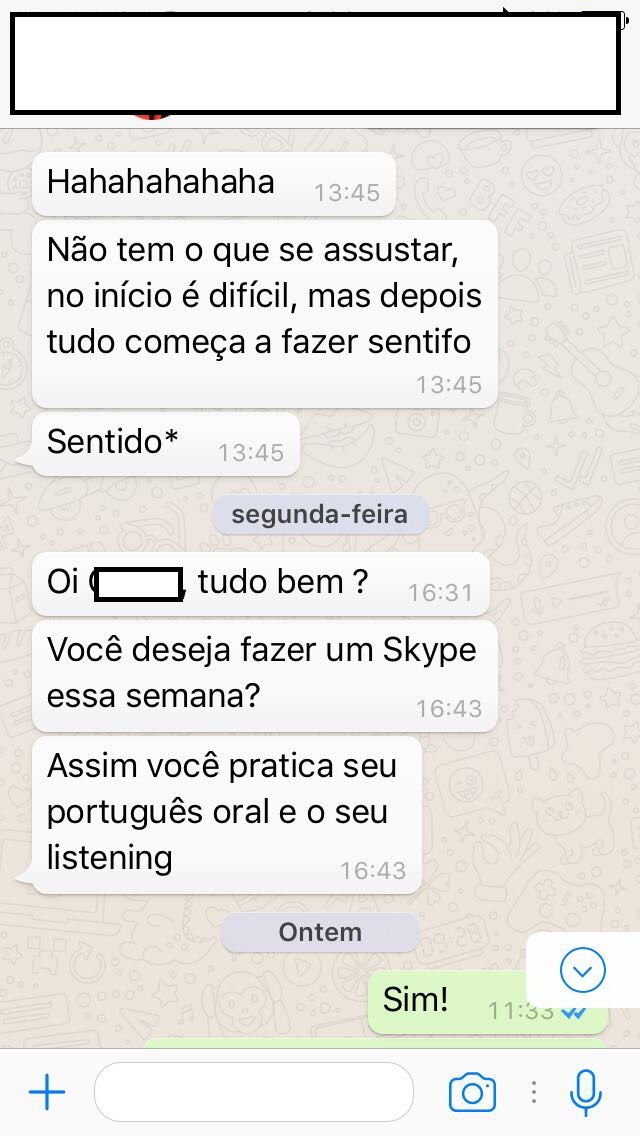 Hahahahahaha 13:45
Não tem o que se assustar,
no início é difícil, mas depois
tudo começa a fazer sentifo
13:45
Sentido* 13:45
segunda-feira
Oi , tudo bem ? 16:31
Você deseja fazer um Skype
essa semana?
16:43
Assim você pratica seu
português oral e o seu
listening
16:43
Ontem
Sim! 11:33